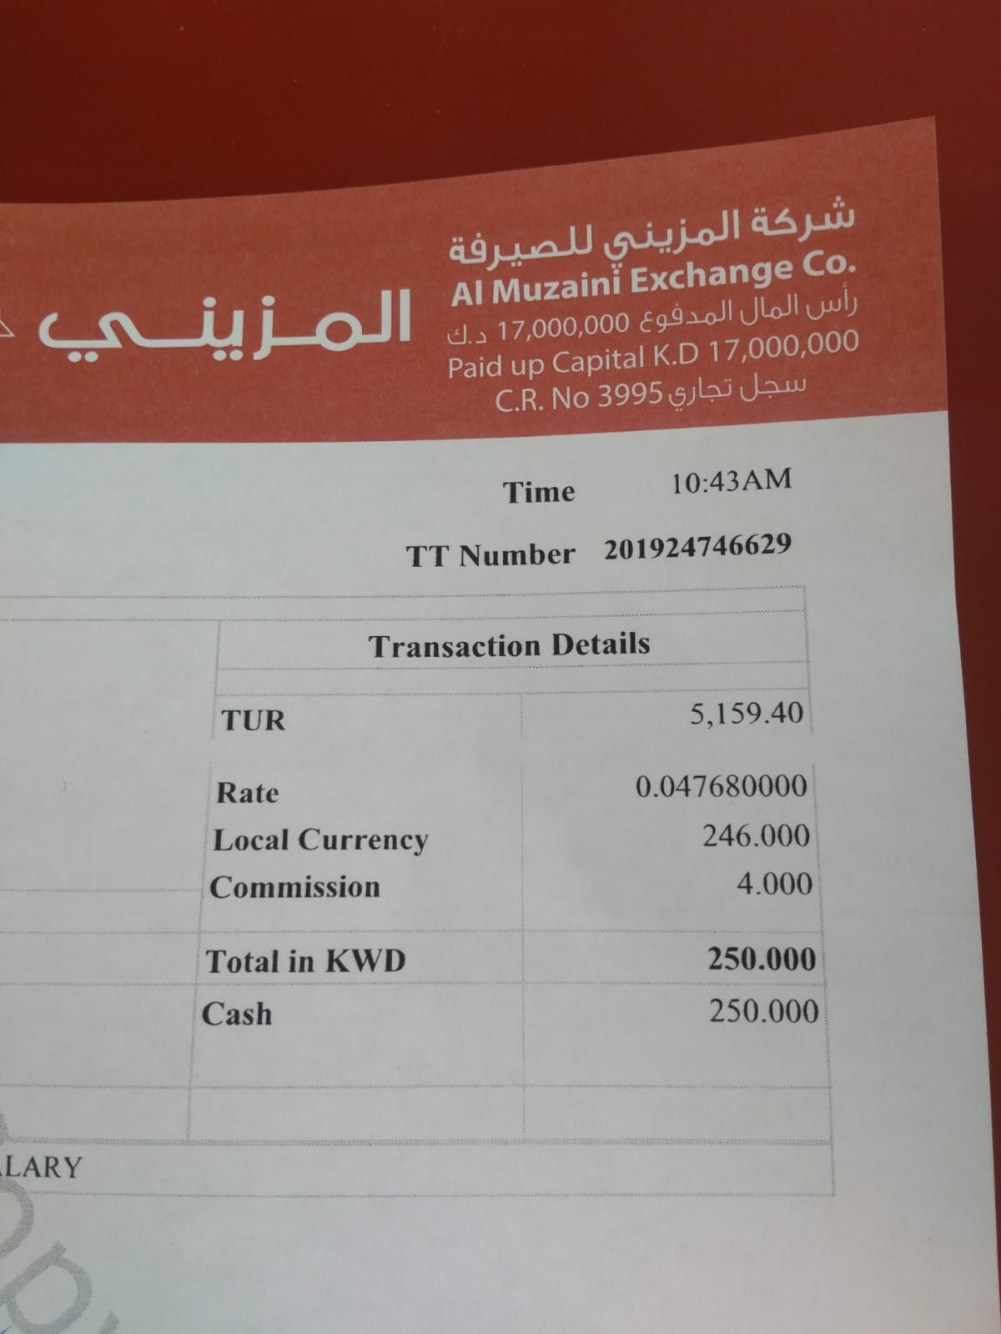 شركة المزيني للصيرفة
المـزينـي
Al Muzaini Exchange Co.
رأس المال المدفوع 17,000,000 د.ك
Paid up Capital K.D 17,000,000
C.R. No 3995 سجل تجاري
Time 10:43AM
TT Number 201924746629
Transaction Details
TUR 5,159.40
Rate 0.047680000
Local Currency 246.000
Commission 4.000
Total in KWD 250.000
Cash 250.000
LARY